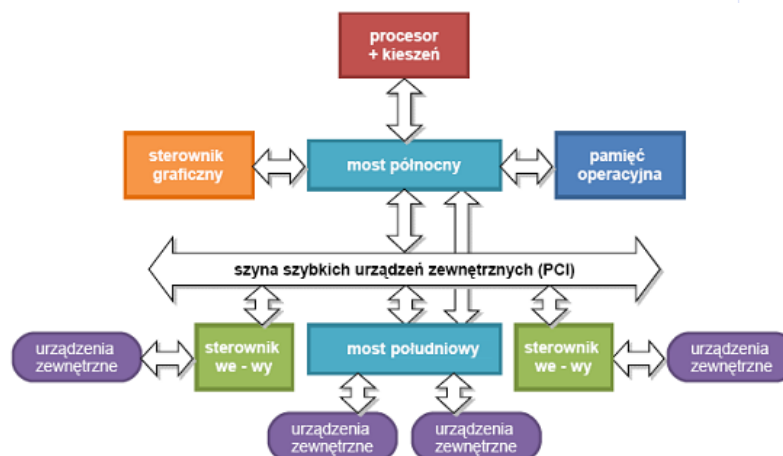 procesor
+ kieszeń
sterownik
graficzny
most północny
pamięć
operacyjna
szyna szybkich urządzeń zewnętrznych (PCI)
urządzenia
zewnętrzne
sterownik
we - wy
most południowy
sterownik
we - wy
urządzenia
zewnętrzne
urządzenia
zewnętrzne
urządzenia
zewnętrzne